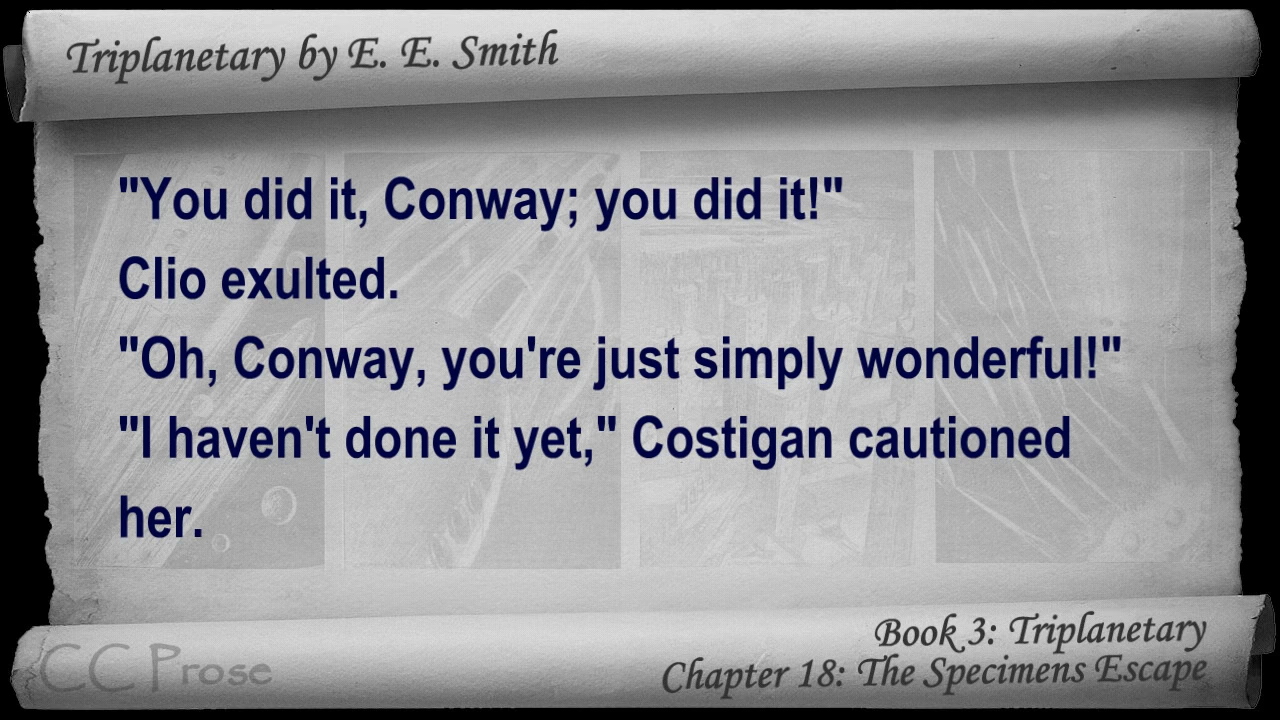 Triplanetary by E. E. Smith
"You did it, Conway; you did it!"
Clio exulted.
"Oh, Conway, you're just simply wonderful!"
"I haven't done it yet," Costigan cautioned
her.
Book 3: Triplanetary
Chapter 18: The Specimens Escape
CC Prose